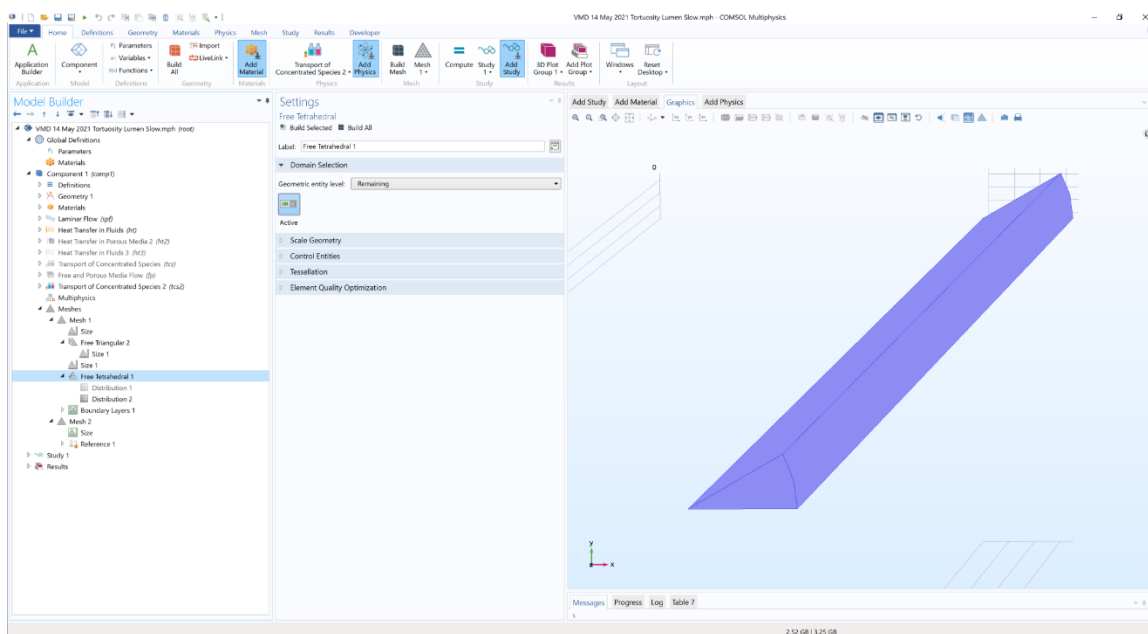 VMD 14 May 2021 Tortuosity Lumen Slow.mph - COMSOL Multiphysics
File Home Definitions Geometry Materials Physics Mesh Study Results Developer
Application Builder
Component
Pi Parameters
a= Variables
f(x) Functions
Build All
Import
LiveLink
Add Material
Transport of Concentrated Species 2
Add Physics
Build Mesh
Mesh 1
Compute
Study 1
Add Study
3D Plot Group 1
Add Plot Group
Windows
Reset Desktop
Application Model Definitions Geometry Materials Physics Mesh Study Results Layout
Model Builder
VMD 14 May 2021 Tortuosity Lumen Slow.mph (root)
Global Definitions
Pi Parameters
Materials
Component 1 (comp1)
Definitions
Geometry 1
Materials
Laminar Flow (spf)
Heat Transfer in Fluids (ht)
Heat Transfer in Porous Media 2 (ht2)
Heat Transfer in Fluids 3 (ht3)
Transport of Concentrated Species (tcs)
Free and Porous Media Flow (fp)
Transport of Concentrated Species 2 (tcs2)
Multiphysics
Meshes
Mesh 1
Size
Free Triangular 2
Size 1
Size 1
Free Tetrahedral 1
Distribution 1
Distribution 2
Boundary Layers 1
Mesh 2
Size
Reference 1
Study 1
Results
Settings
Free Tetrahedral
Build Selected Build All
Label: Free Tetrahedral 1
Domain Selection
Geometric entity level: Remaining
Active
Scale Geometry
Control Entities
Tessellation
Element Quality Optimization
Add Study Add Material Graphics Add Physics
0
y
x
Messages Progress Log Table 7
2.52 GB | 3.25 GB